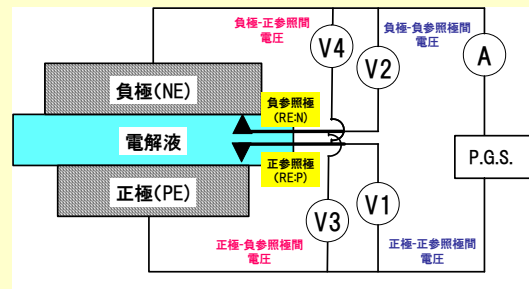 負極-正参照間
電圧
負極-負参照極間
電圧
V4
V2
A
負極(NE)
負参照極
(RE:N)
電解液
正参照極
(RE:P)
P.G.S.
正極(PE)
V3
V1
正極-負参照極間
電圧
正極-正参照極間
電圧